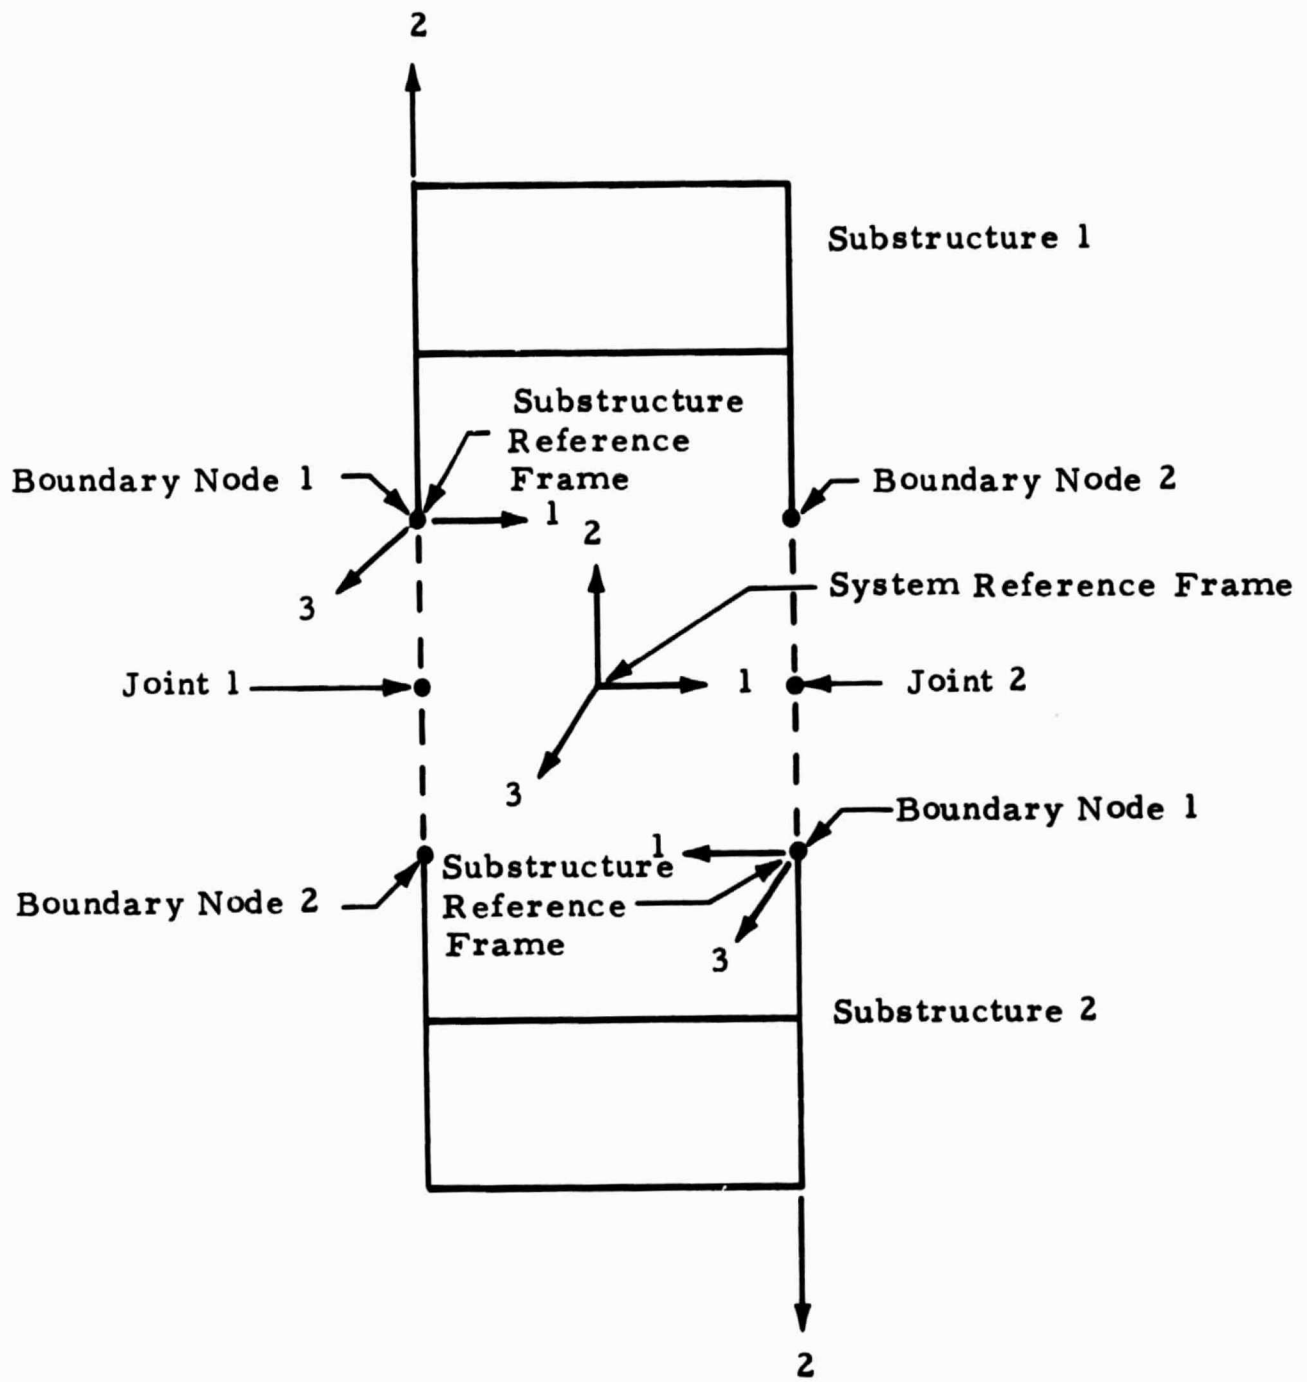 2
Substructure 1
Substructure
Reference
Frame
Boundary Node 1
Boundary Node 2
1
2
3
System Reference Frame
Joint 1
1
Joint 2
3
Boundary Node 1
1
Substructure
Reference
Frame
Boundary Node 2
3
Substructure 2
2